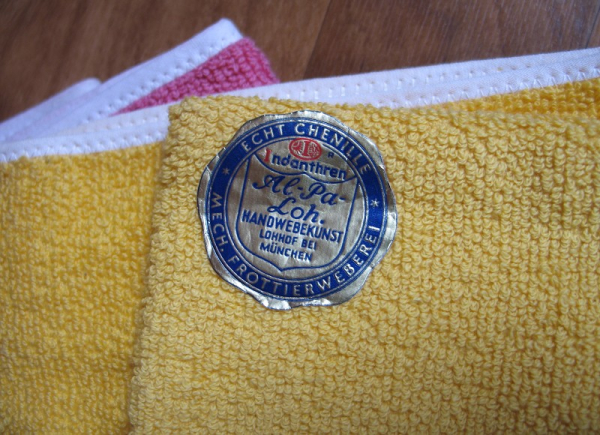 ECHT CHENILLE
Indanthren
Al-Pa-
Loh.
HANDWEBEKUNST
LOHHOF BEI
MÜNCHEN
MECH. FROTTIERWEBEREI